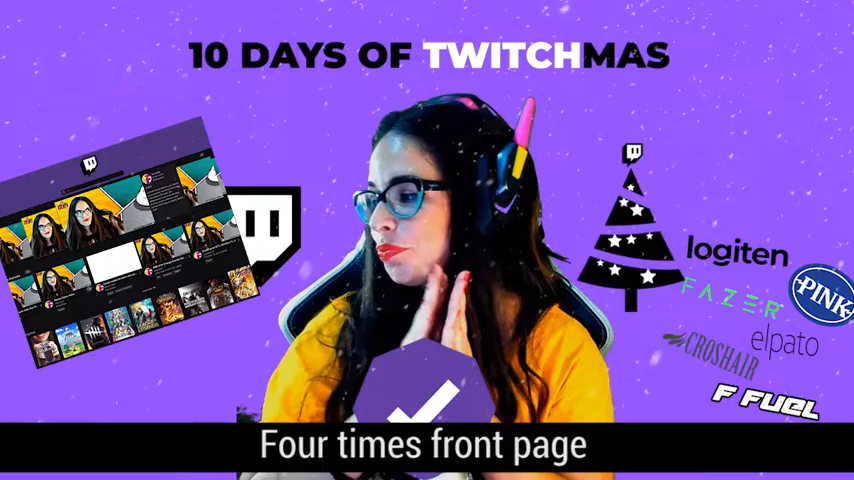 10 DAYS OF TWITCHMAS
logiten
FAZER
PINK
elpato
CROSHAIR
F FUEL
Four times front page